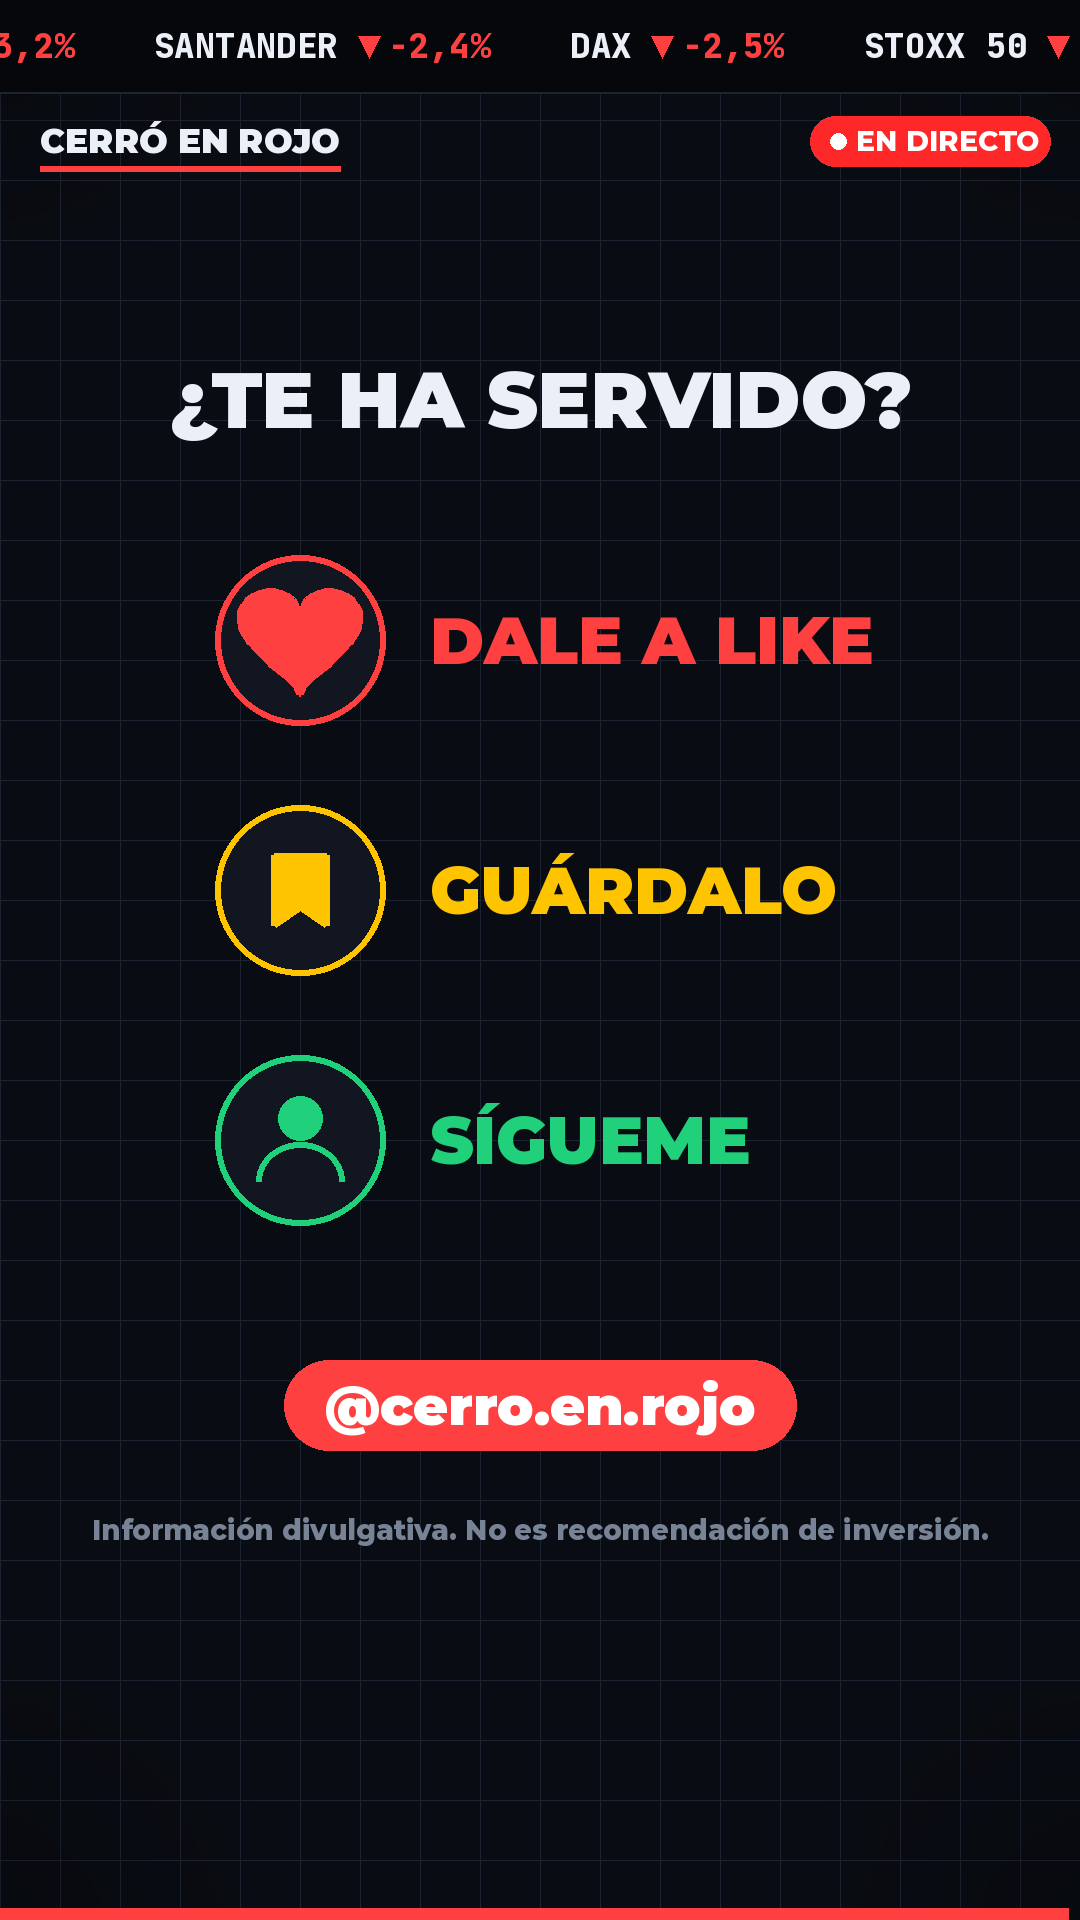 3,2% SANTANDER ▼ -2,4% DAX ▼ -2,5% STOXX 50 ▼
CERRÓ EN ROJO
EN DIRECTO
¿TE HA SERVIDO?
DALE A LIKE
GUÁRDALO
SÍGUEME
@cerro.en.rojo
Información divulgativa. No es recomendación de inversión.